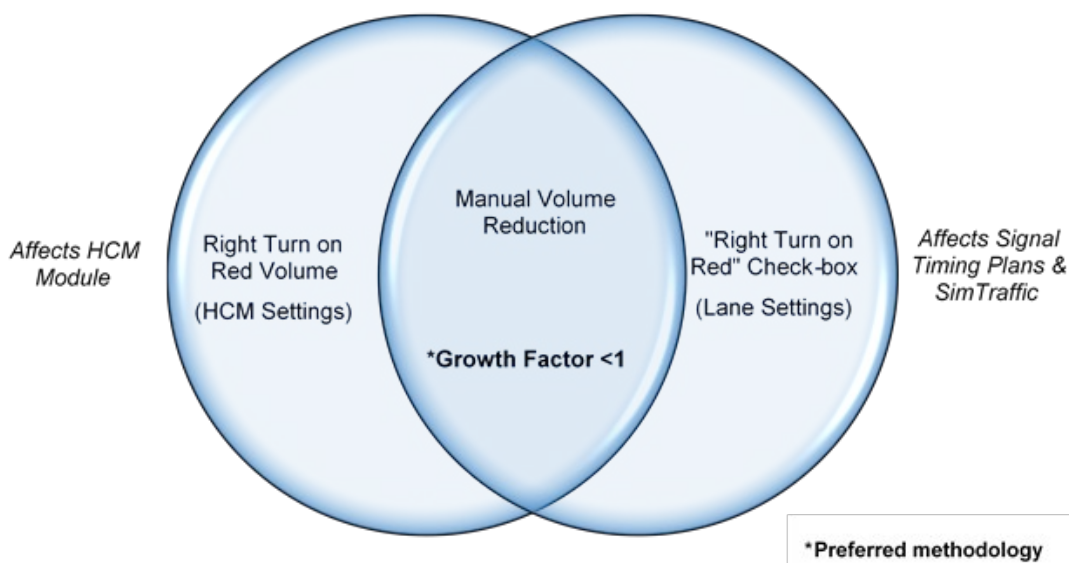 Affects HCM
Module
Right Turn on
Red Volume
(HCM Settings)
Manual Volume
Reduction
*Growth Factor <1
"Right Turn on
Red" Check-box
(Lane Settings)
Affects Signal
Timing Plans &
SimTraffic
*Preferred methodology